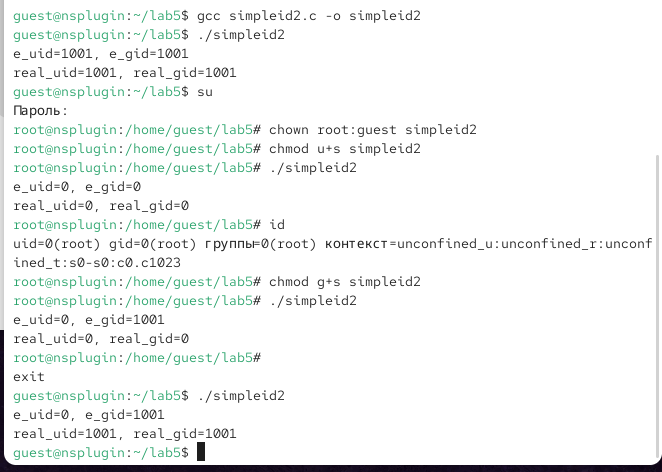 guest@nsplugin:~/lab5$ gcc simpleid2.c -o simpleid2
guest@nsplugin:~/lab5$ ./simpleid2
e_uid=1001, e_gid=1001
real_uid=1001, real_gid=1001
guest@nsplugin:~/lab5$ su
Пароль:
root@nsplugin:/home/guest/lab5# chown root:guest simpleid2
root@nsplugin:/home/guest/lab5# chmod u+s simpleid2
root@nsplugin:/home/guest/lab5# ./simpleid2
e_uid=0, e_gid=0
real_uid=0, real_gid=0
root@nsplugin:/home/guest/lab5# id
uid=0(root) gid=0(root) группы=0(root) контекст=unconfined_u:unconfined_r:unconf
ined_t:s0-s0:c0.c1023
root@nsplugin:/home/guest/lab5# chmod g+s simpleid2
root@nsplugin:/home/guest/lab5# ./simpleid2
e_uid=0, e_gid=1001
real_uid=0, real_gid=0
root@nsplugin:/home/guest/lab5#
exit
guest@nsplugin:~/lab5$ ./simpleid2
e_uid=0, e_gid=1001
real_uid=1001, real_gid=1001
guest@nsplugin:~/lab5$